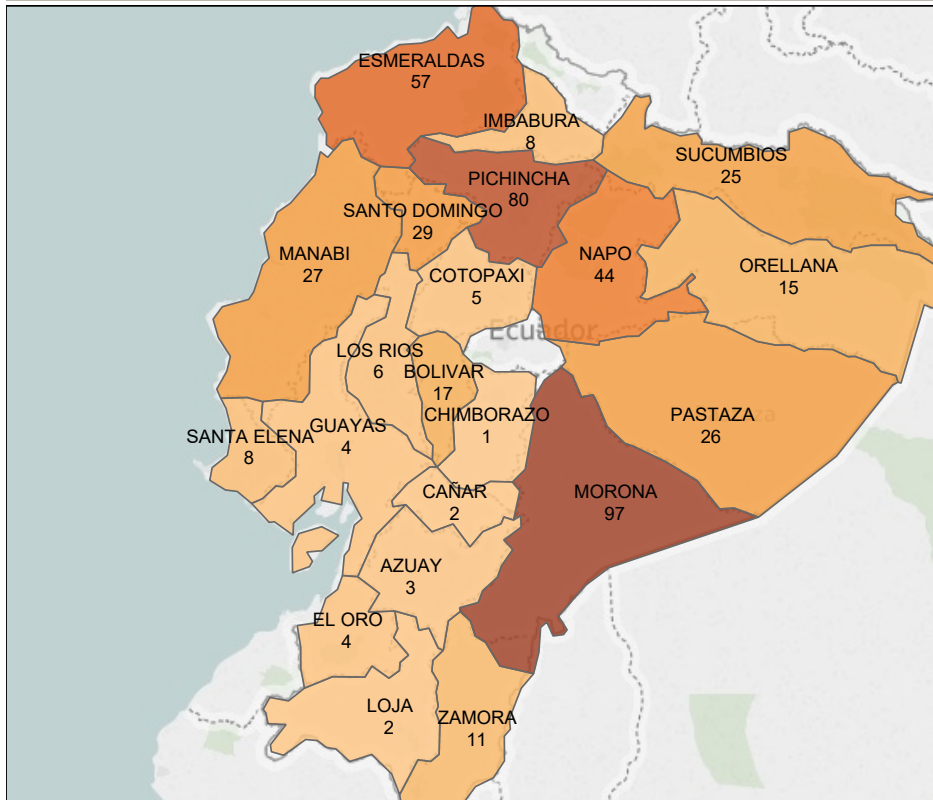 ESMERALDAS
57
IMBABURA
8
SUCUMBIOS
25
PICHINCHA
80
SANTO DOMINGO
29
MANABI
27
NAPO
44
ORELLANA
15
COTOPAXI
5
Ecuador
LOS RIOS
6
BOLIVAR
17
CHIMBORAZO
1
PASTAZA
26
GUAYAS
4
SANTA ELENA
8
CAÑAR
2
MORONA
97
AZUAY
3
EL ORO
4
LOJA
2
ZAMORA
11